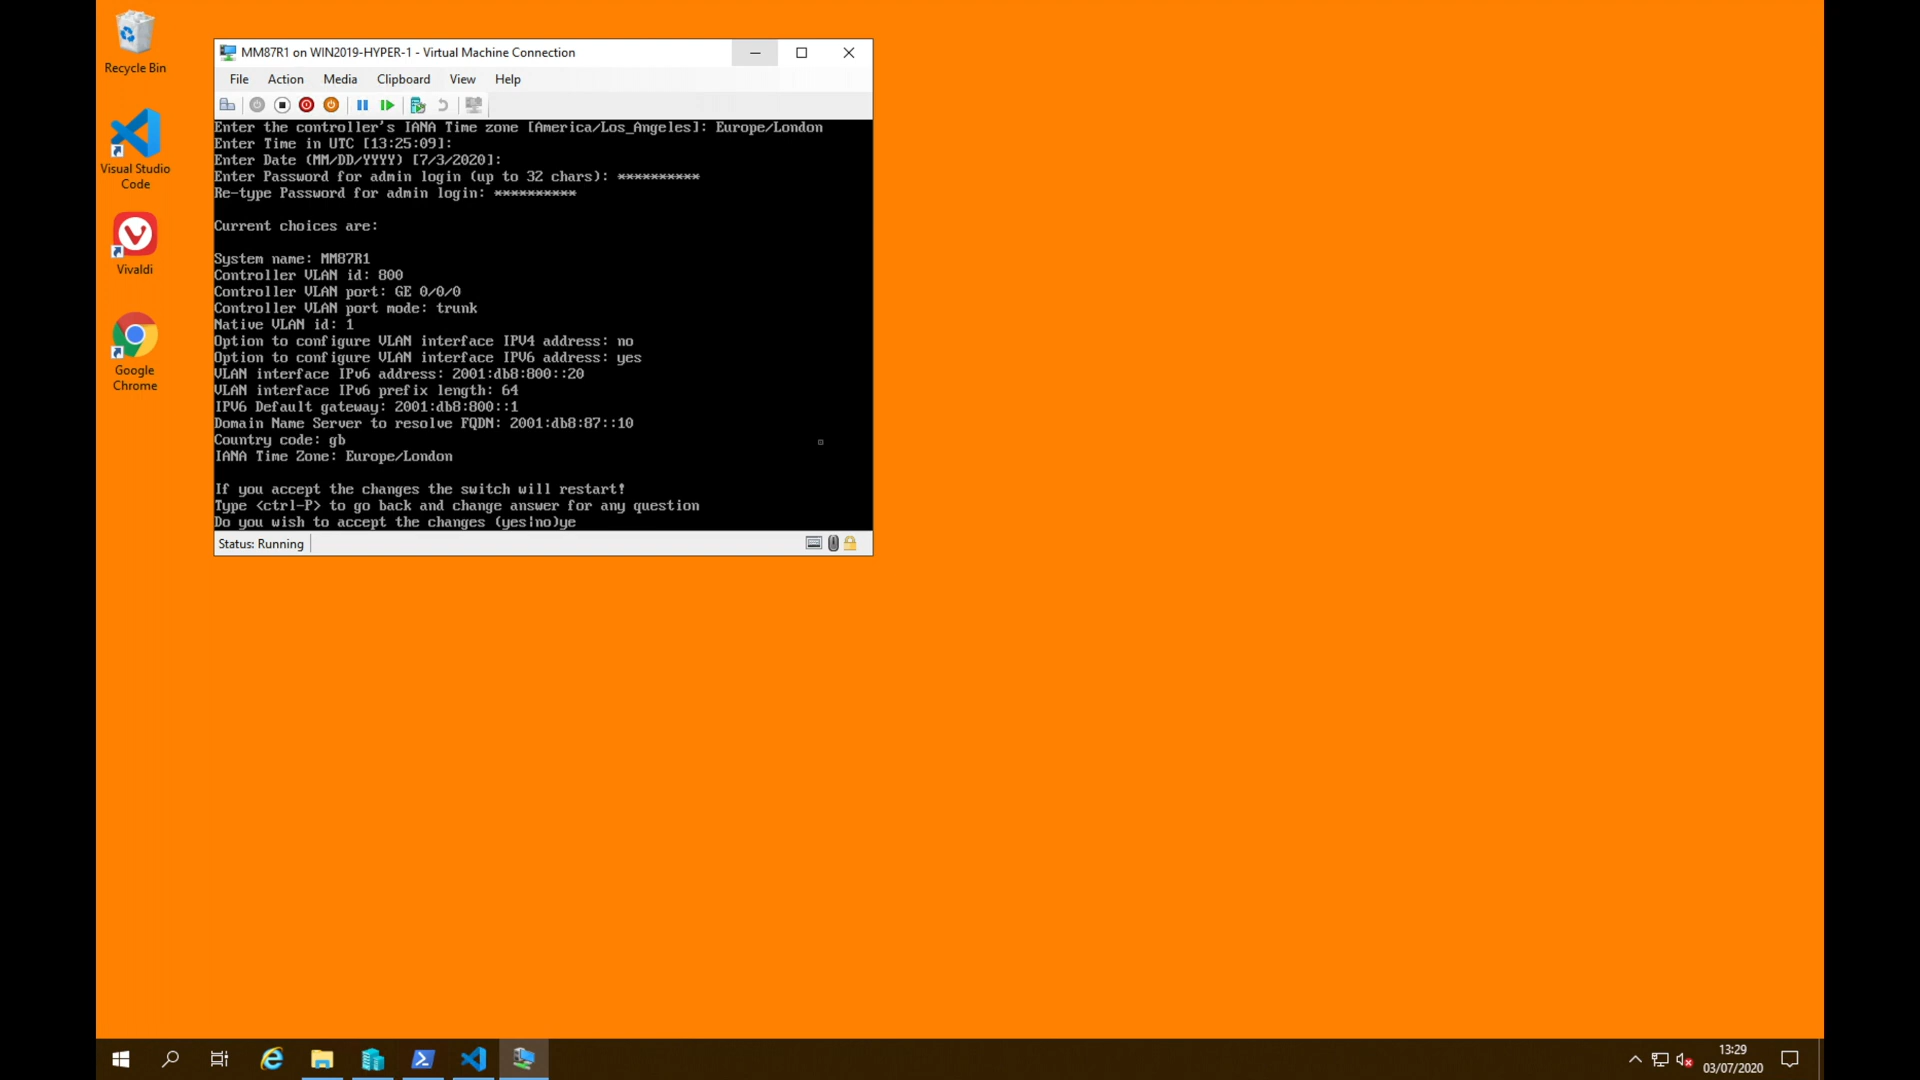 Recycle Bin
Visual Studio
Code
Vivaldi
Google
Chrome
MM87R1 on WIN2019-HYPER-1 - Virtual Machine Connection
File Action Media Clipboard View Help
Enter the controller's IANA Time zone [America/Los_Angeles]: Europe/London
Enter Time in UTC [13:25:09]:
Enter Date (MM/DD/YYYY) [7/3/2020]:
Enter Password for admin login (up to 32 chars): **********
Re-type Password for admin login: **********
Current choices are:
System name: MM87R1
Controller VLAN id: 800
Controller VLAN port: GE 0/0/0
Controller VLAN port mode: trunk
Native VLAN id: 1
Option to configure VLAN interface IPV4 address: no
Option to configure VLAN interface IPV6 address: yes
VLAN interface IPv6 address: 2001:db8:800::20
VLAN interface IPv6 prefix length: 64
IPV6 Default gateway: 2001:db8:800::1
Domain Name Server to resolve FQDN: 2001:db8:87::10
Country code: gb
IANA Time Zone: Europe/London
If you accept the changes the switch will restart!
Type <ctrl-P> to go back and change answer for any question
Do you wish to accept the changes (yes|no)ye
Status: Running
13:29
03/07/2020